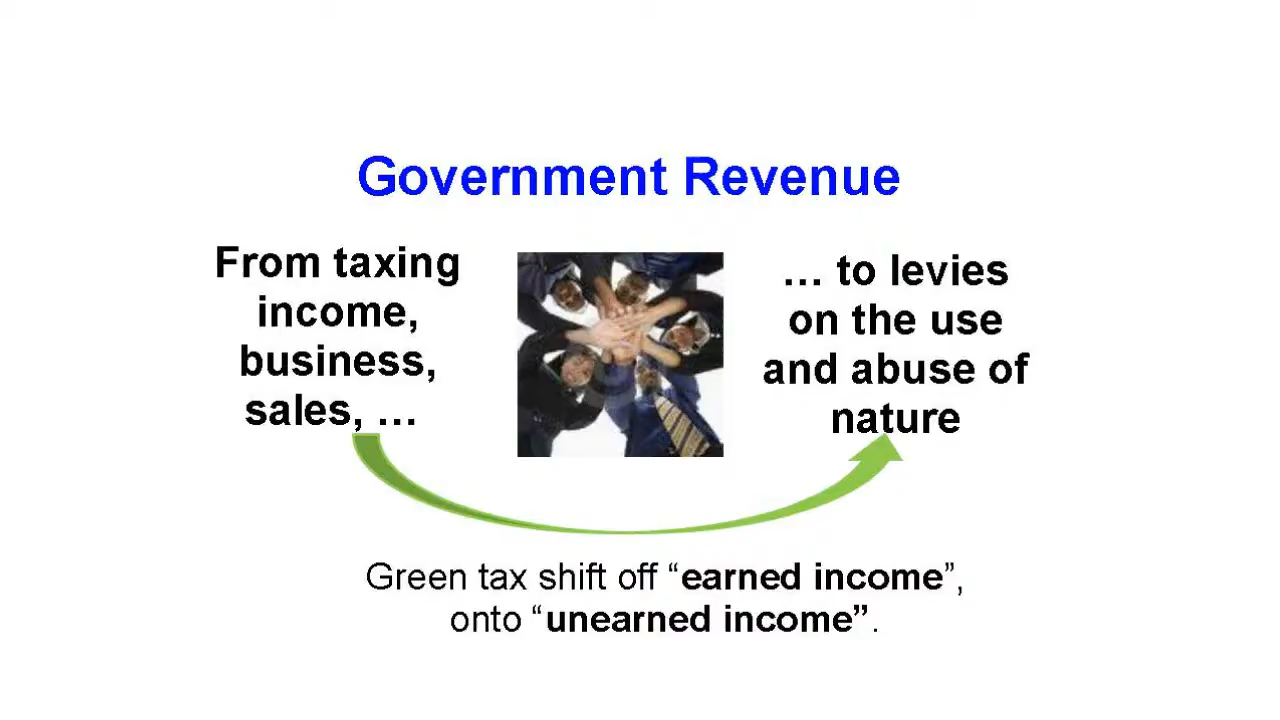 Government Revenue
From taxing
income,
business,
sales, …
… to levies
on the use
and abuse of
nature
Green tax shift off “earned income”,
onto “unearned income”.